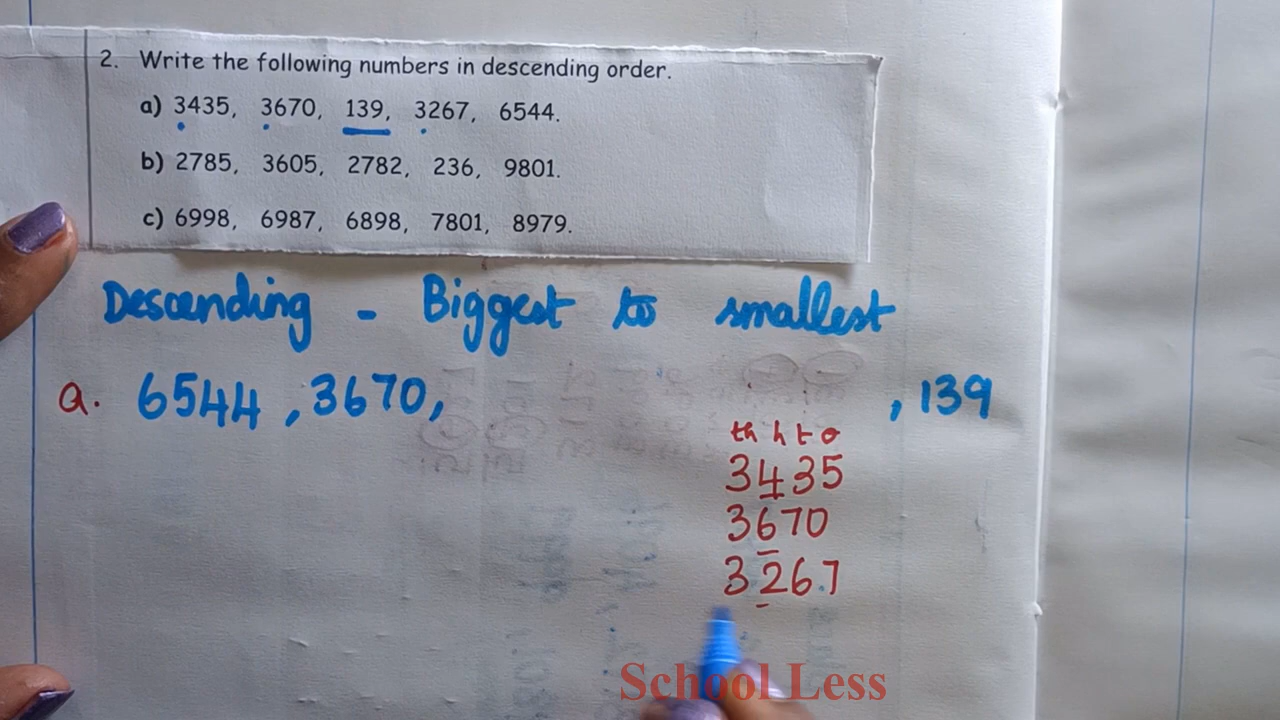 2. Write the following numbers in descending order.
a) 3435, 3670, 139, 3267, 6544.
b) 2785, 3605, 2782, 236, 9801.
c) 6998, 6987, 6898, 7801, 8979.
Descending - Biggest to smallest
a. 6544, 3670, , 139
th h t o
3435
3670
3267
School Less